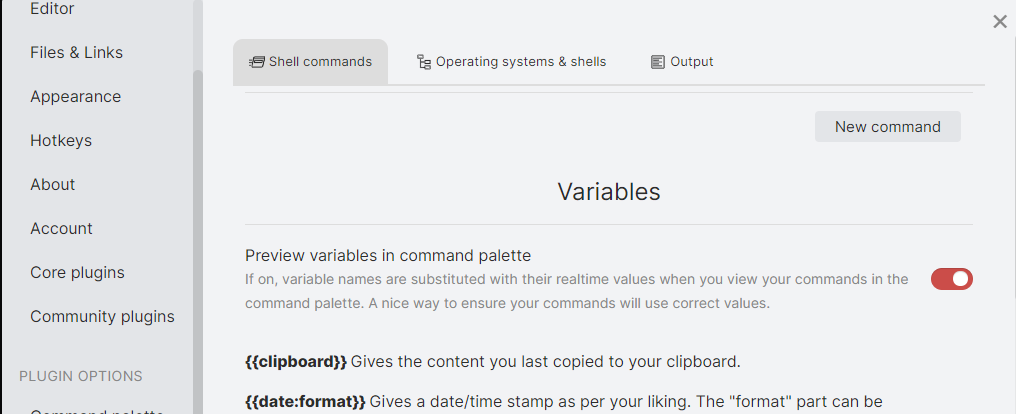 Editor
Files & Links
Appearance
Hotkeys
About
Account
Core plugins
Community plugins
PLUGIN OPTIONS
Command palette
Shell commands
Operating systems & shells
Output
New command
Variables
Preview variables in command palette
If on, variable names are substituted with their realtime values when you view your commands in the
command palette. A nice way to ensure your commands will use correct values.
{{clipboard}} Gives the content you last copied to your clipboard.
{{date:format}} Gives a date/time stamp as per your liking. The "format" part can be